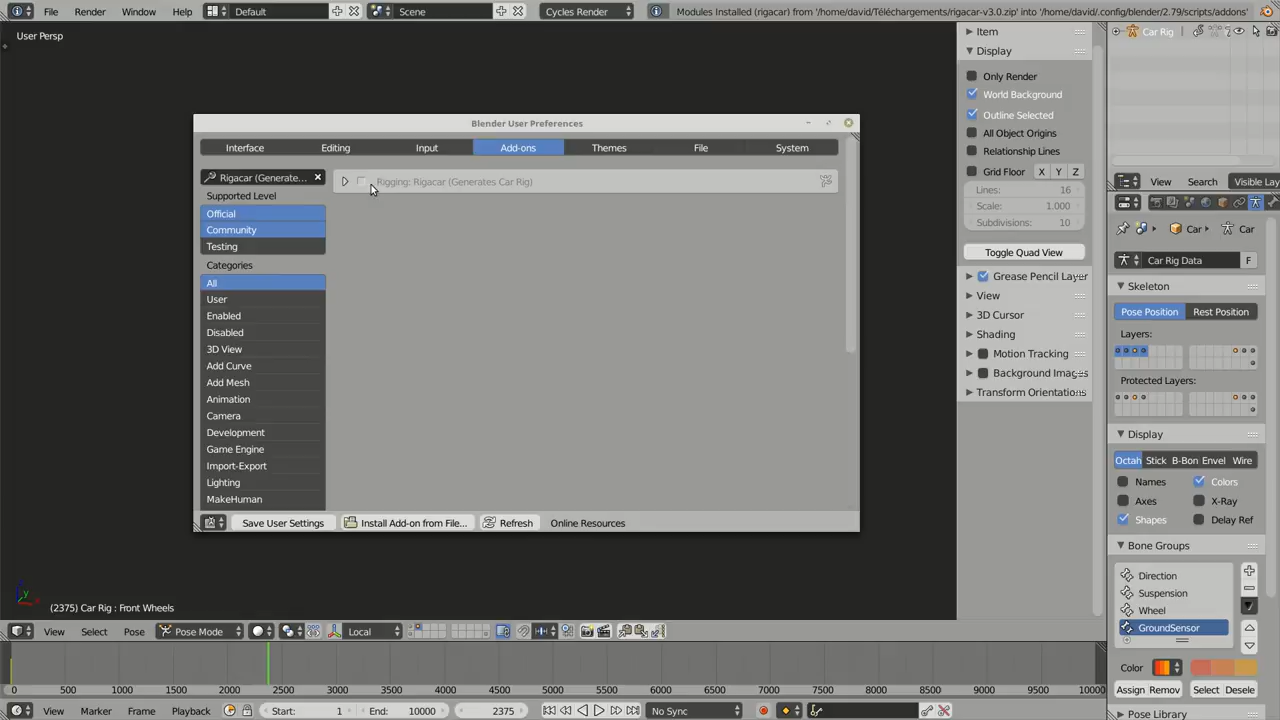 File Render Window Help Default Scene Cycles Render Modules Installed (rigacar) from '/home/david/Téléchargements/rigacar-v3.0.zip' into '/home/david/.config/blender/2.79/scripts/addons'
User Persp
Blender User Preferences
Interface Editing Input Add-ons Themes File System
Rigacar (Generate...
Rigging: Rigacar (Generates Car Rig)
Supported Level
Official
Community
Testing
Categories
All
User
Enabled
Disabled
3D View
Add Curve
Add Mesh
Animation
Camera
Development
Game Engine
Import-Export
Lighting
MakeHuman
Save User Settings Install Add-on from File... Refresh Online Resources
(2375) Car Rig : Front Wheels
View Select Pose Pose Mode Local
Item
Display
Only Render
World Background
Outline Selected
All Object Origins
Relationship Lines
Grid Floor X Y Z
Lines: 16
Scale: 1.000
Subdivisions: 10
Toggle Quad View
Grease Pencil Layer
View
3D Cursor
Shading
Motion Tracking
Background Images
Transform Orientations
Car Rig
View Search Visible Lay
Car Car
Car Rig Data F
Skeleton
Pose Position Rest Position
Layers:
Protected Layers:
Display
Octah Stick B-Bon Envel Wire
Names Colors
Axes X-Ray
Shapes Delay Ref
Bone Groups
Direction
Suspension
Wheel
GroundSensor
Color
Assign Remov Select Desele
Pose Library
0 500 1000 1500 2000 2500 3000 3500 4000 4500 5000 5500 6000 6500 7000 7500 8000 8500 9000 9500 10000
View Marker Frame Playback Start: 1 End: 10000 2375 No Sync